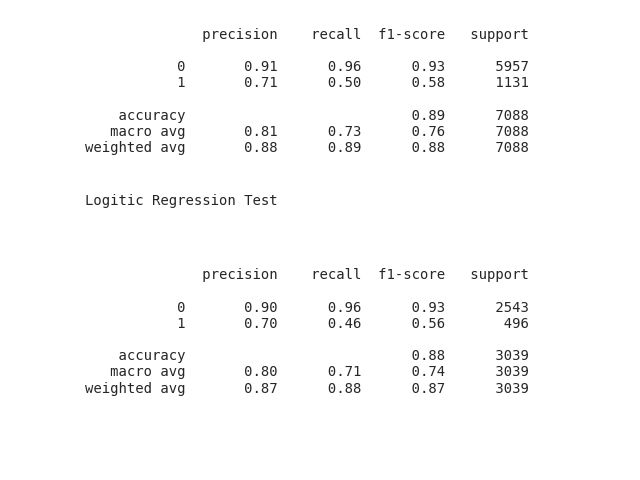 precision recall f1-score support
0 0.91 0.96 0.93 5957
1 0.71 0.50 0.58 1131
accuracy 0.89 7088
macro avg 0.81 0.73 0.76 7088
weighted avg 0.88 0.89 0.88 7088
Logitic Regression Test
precision recall f1-score support
0 0.90 0.96 0.93 2543
1 0.70 0.46 0.56 496
accuracy 0.88 3039
macro avg 0.80 0.71 0.74 3039
weighted avg 0.87 0.88 0.87 3039